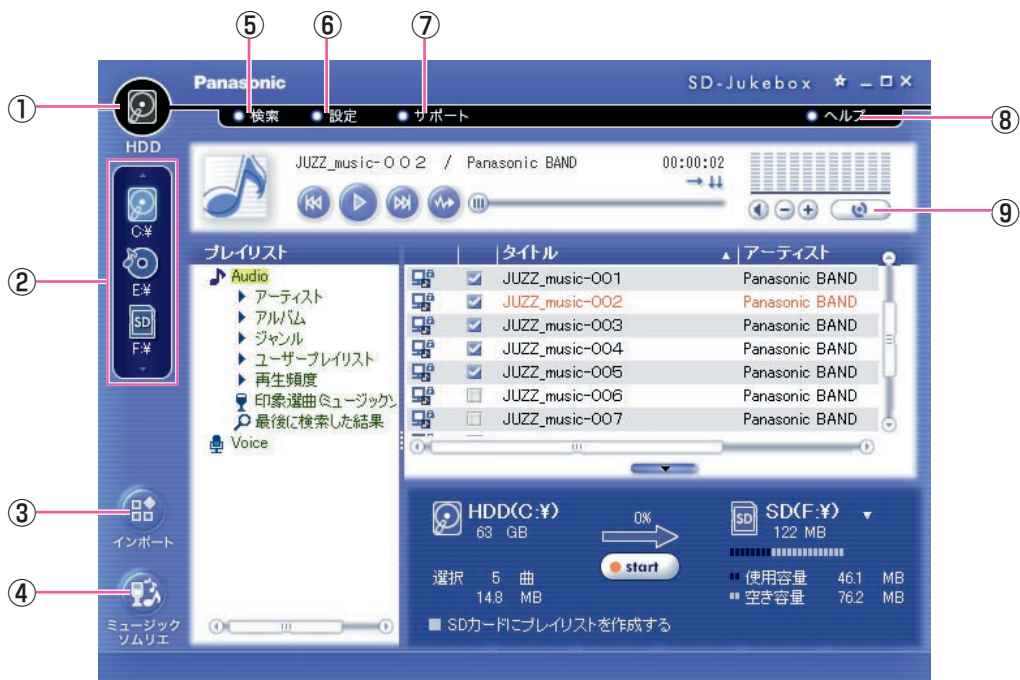 ⑤ ⑥ ⑦
①
Panasonic
SD-Jukebox
検索 設定 サポート ヘルプ
⑧
HDD
JUZZ_music-002 / Panasonic BAND 00:00:02
⑨
②
C:¥
E:¥
SD
F:¥
プレイリスト
Audio
アーティスト
アルバム
ジャンル
ユーザープレイリスト
再生頻度
印象選曲(ミュージックソ
最後に検索した結果
Voice
タイトル アーティスト
JUZZ_music-001 Panasonic BAND
JUZZ_music-002 Panasonic BAND
JUZZ_music-003 Panasonic BAND
JUZZ_music-004 Panasonic BAND
JUZZ_music-005 Panasonic BAND
JUZZ_music-006 Panasonic BAND
JUZZ_music-007 Panasonic BAND
③
インポート
④
ミュージック
ソムリエ
HDD(C:¥)
63 GB
0%
start
SD
SD(F:¥)
122 MB
選択 5 曲
14.8 MB
使用容量 46.1 MB
空き容量 76.2 MB
SDカードにプレイリストを作成する